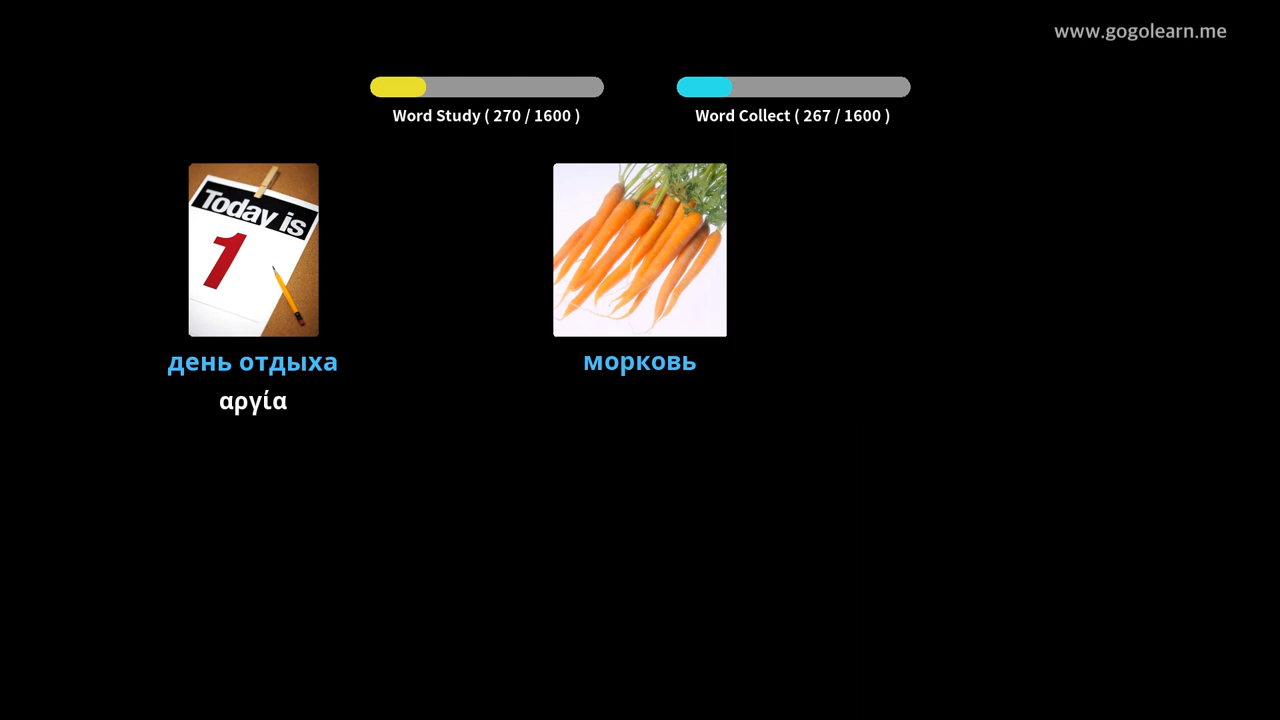 www.gogolearn.me
Word Study ( 270 / 1600 )
Word Collect ( 267 / 1600 )
Today is
1
день отдыха
морковь
αργία